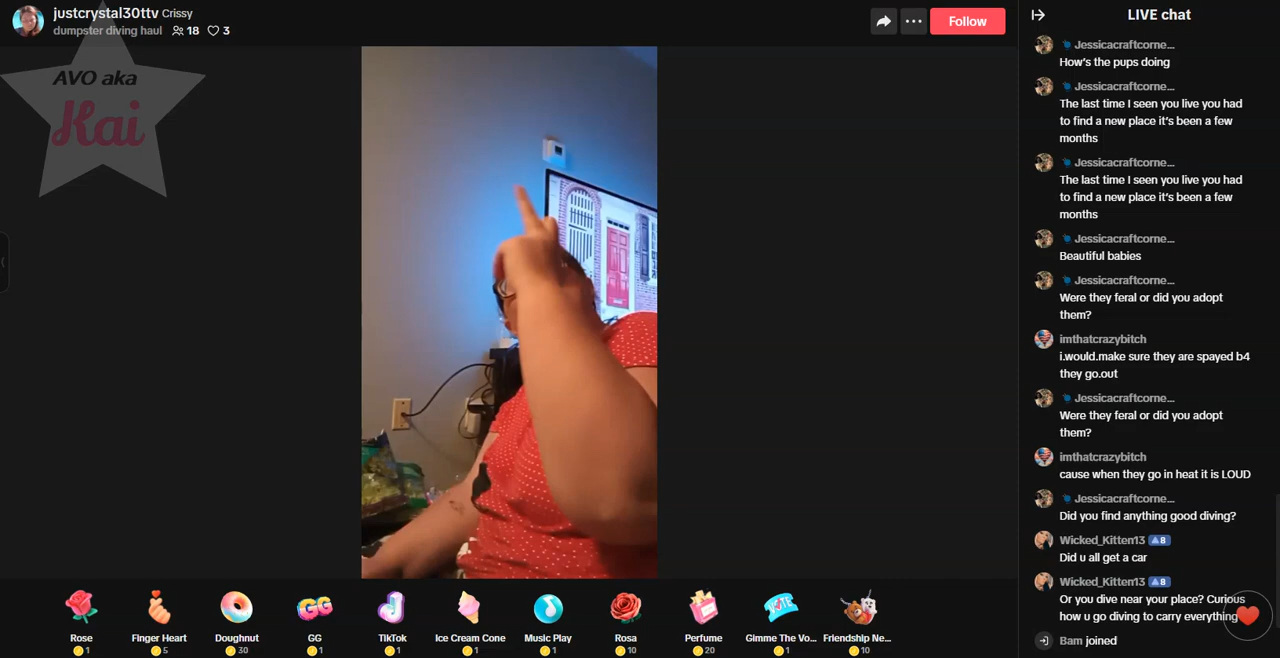 justcrystal30ttv Crissy
dumpster diving haul 18 3
Follow
AVO aka
Kai
LIVE chat
Jessicacraftcorne...
How's the pups doing
Jessicacraftcorne...
The last time I seen you live you had
to find a new place it's been a few
months
Jessicacraftcorne...
The last time I seen you live you had
to find a new place it's been a few
months
Jessicacraftcorne...
Beautiful babies
Jessicacraftcorne...
Were they feral or did you adopt
them?
imthatcrazybitch
i.would.make sure they are spayed b4
they go.out
Jessicacraftcorne...
Were they feral or did you adopt
them?
imthatcrazybitch
cause when they go in heat it is LOUD
Jessicacraftcorne...
Did you find anything good diving?
Wicked_Kitten13 8
Did u all get a car
Wicked_Kitten13 8
Or you dive near your place? Curious
how u go diving to carry everything
Bam joined
GG
VOTE
Rose Finger Heart Doughnut GG TikTok Ice Cream Cone Music Play Rosa Perfume Gimme The Vo... Friendship Ne...
1 5 30 1 1 1 1 10 20 1 10